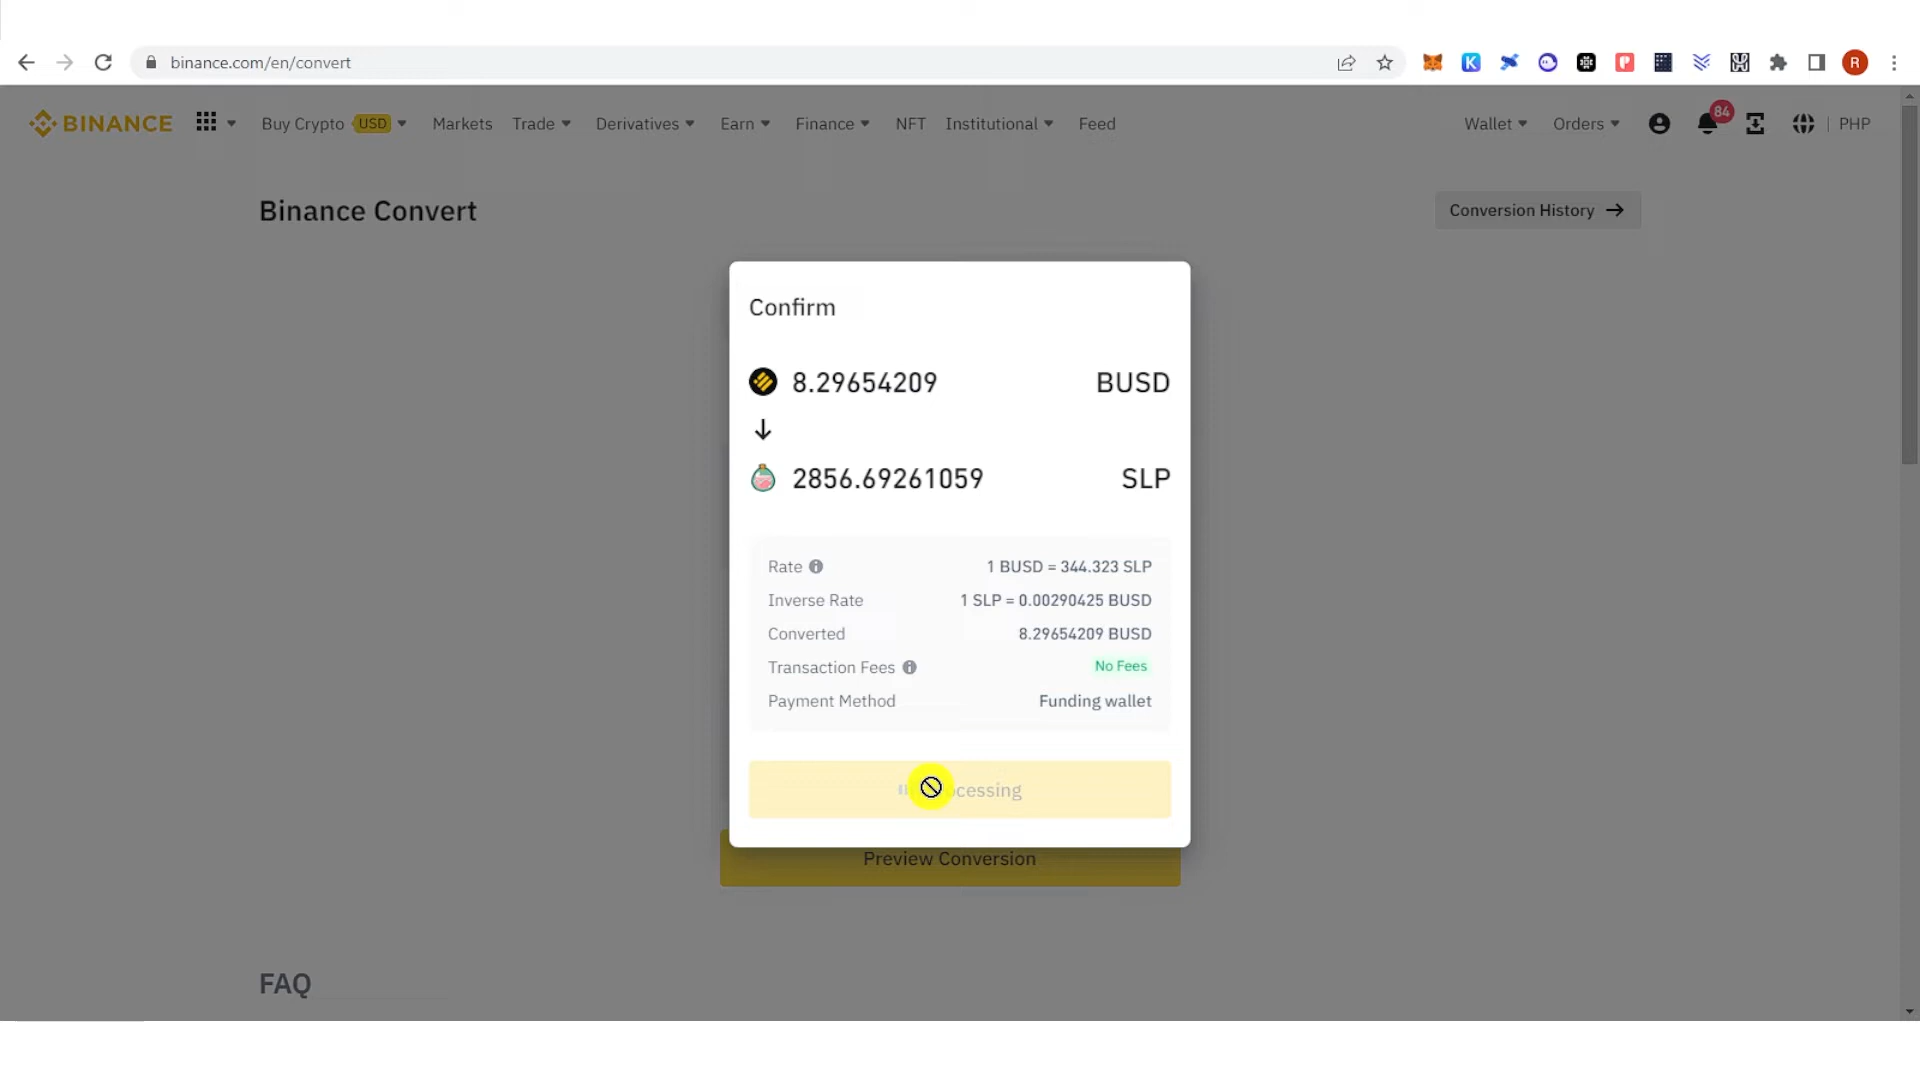 binance.com/en/convert
R
BINANCE Buy Crypto USD Markets Trade Derivatives Earn Finance NFT Institutional Feed Wallet Orders 84 PHP
Binance Convert
Conversion History →
Confirm
8.29654209 BUSD
↓
2856.69261059 SLP
Rate 1 BUSD = 344.323 SLP
Inverse Rate 1 SLP = 0.00290425 BUSD
Converted 8.29654209 BUSD
Transaction Fees No Fees
Payment Method Funding wallet
cessing
Preview Conversion
FAQ